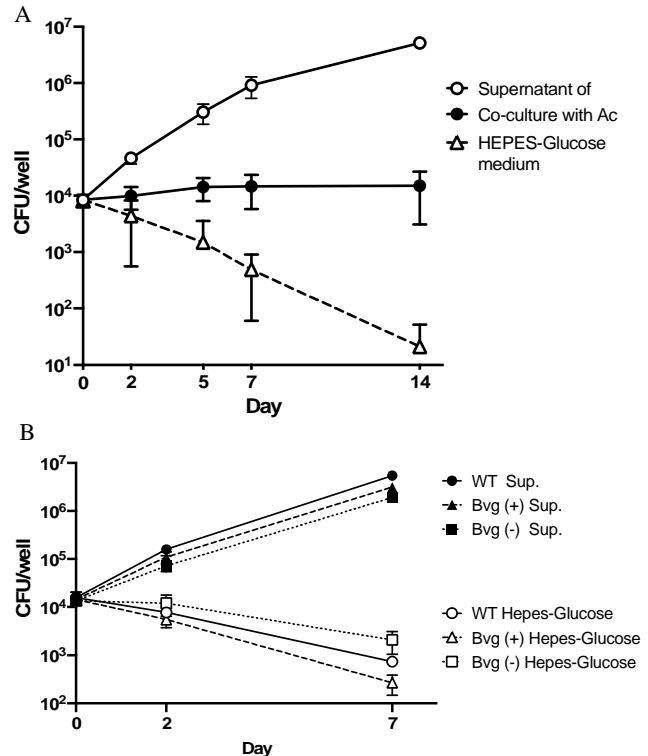 A
10⁷
10⁶
10⁵
10⁴
10³
10²
10¹
CFU/well
0 2 5 7 14
Day
Supernatant of
Co-culture with Ac
HEPES-Glucose
medium
B
10⁷
10⁶
10⁵
10⁴
10³
10²
CFU/well
0 2 7
Day
WT Sup.
Bvg (+) Sup.
Bvg (-) Sup.
WT Hepes-Glucose
Bvg (+) Hepes-Glucose
Bvg (-) Hepes-Glucose